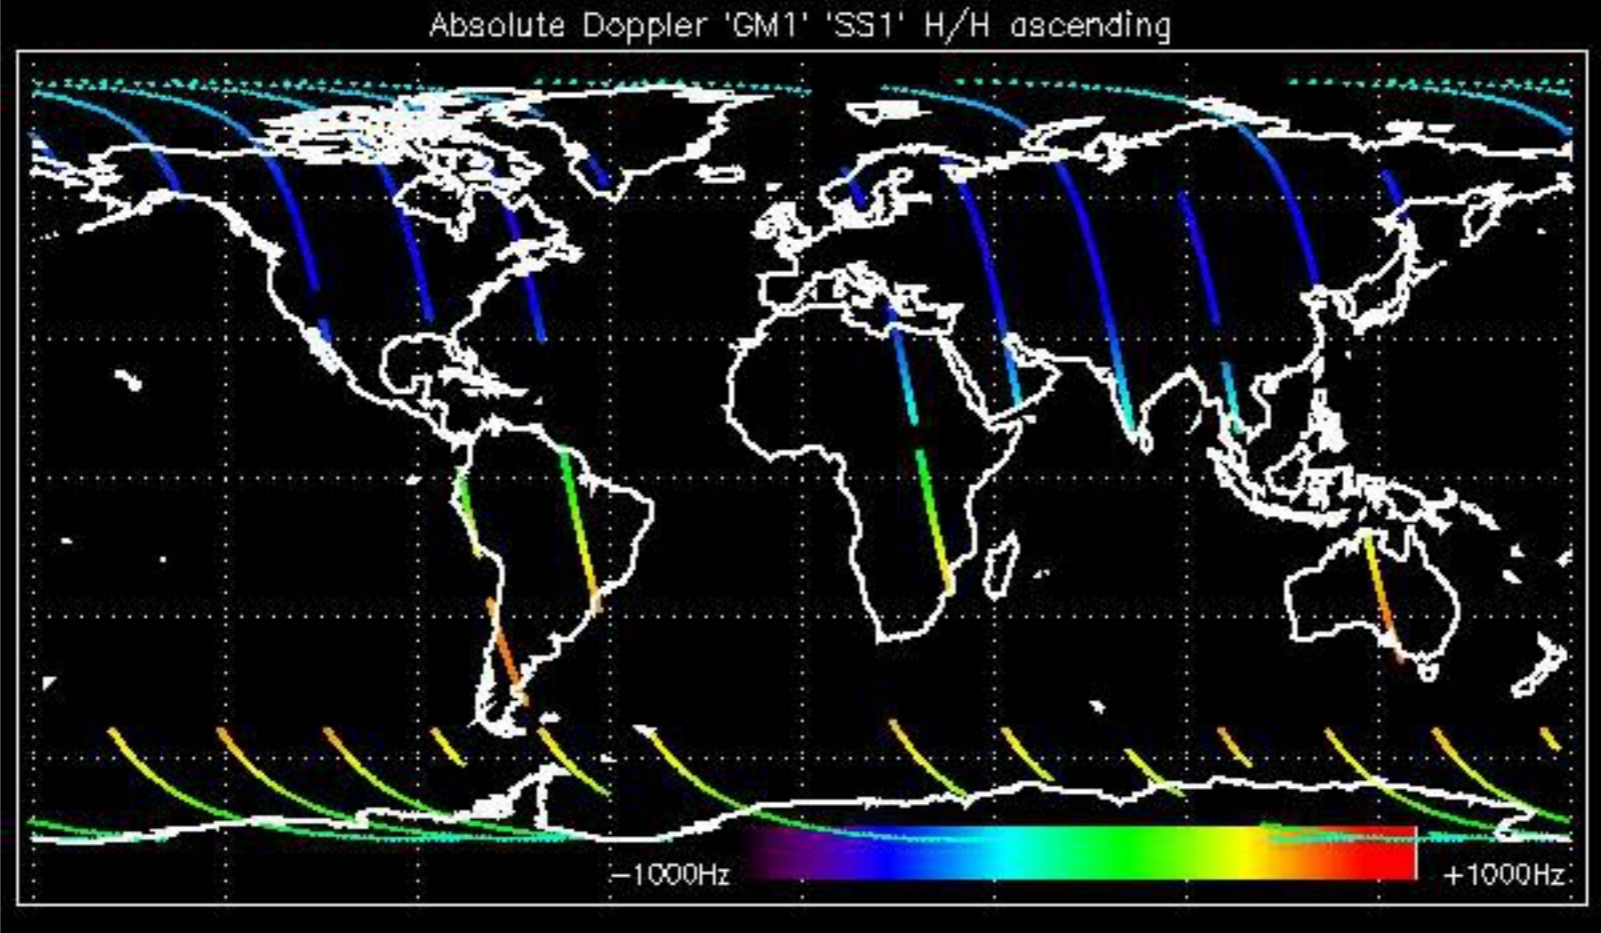 Absolute Doppler 'GM1' 'SS1' H/H ascending
−1000Hz +1000Hz